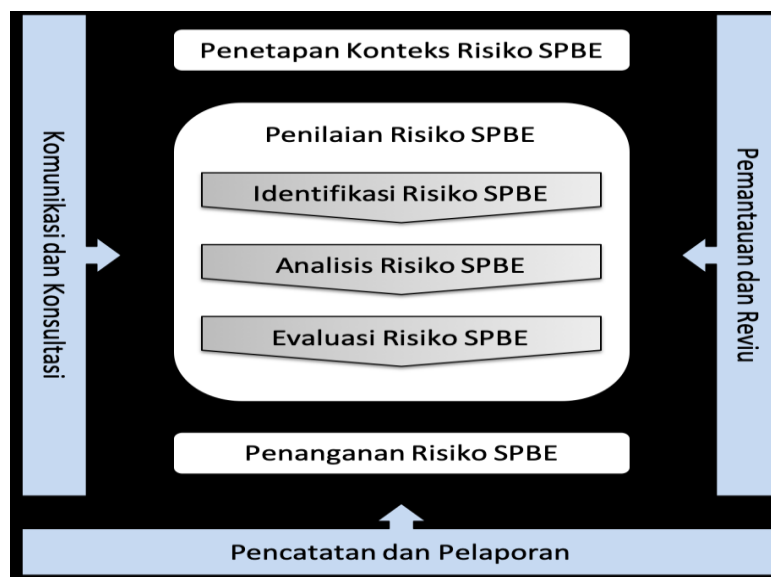 Penetapan Konteks Risiko SPBE
Komunikasi dan Konsultasi
Penilaian Risiko SPBE
Identifikasi Risiko SPBE
Analisis Risiko SPBE
Evaluasi Risiko SPBE
Pemantauan dan Reviu
Penanganan Risiko SPBE
Pencatatan dan Pelaporan